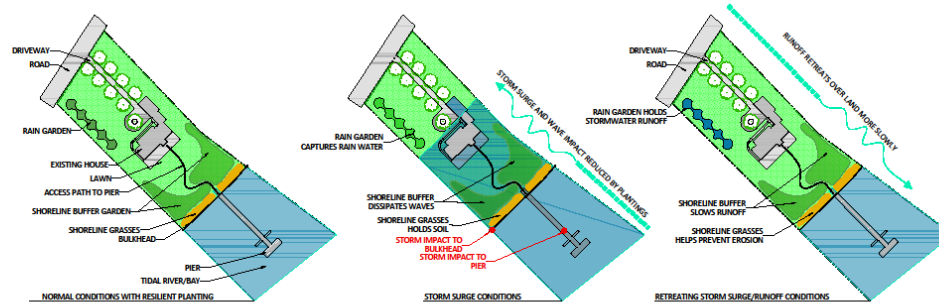 DRIVEWAY
ROAD
RAIN GARDEN
EXISTING HOUSE
LAWN
ACCESS PATH TO PIER
SHORELINE BUFFER GARDEN
SHORELINE GRASSES
BULKHEAD
PIER
TIDAL RIVER/BAY
NORMAL CONDITIONS WITH RESILIENT PLANTING
STORM SURGE AND WAVE IMPACT REDUCED BY PLANTINGS
RAIN GARDEN
CAPTURES RAIN WATER
SHORELINE BUFFER
DISSIPATES WAVES
SHORELINE GRASSES
HOLDS SOIL
STORM IMPACT TO
BULKHEAD
STORM IMPACT TO
PIER
STORM SURGE CONDITIONS
RUNOFF RETREATS OVER LAND MORE SLOWLY
DRIVEWAY
ROAD
RAIN GARDEN HOLDS
STORMWATER RUNOFF
SHORELINE BUFFER
SLOWS RUNOFF
SHORELINE GRASSES
HELPS PREVENT EROSION
RETREATING STORM SURGE/RUNOFF CONDITIONS